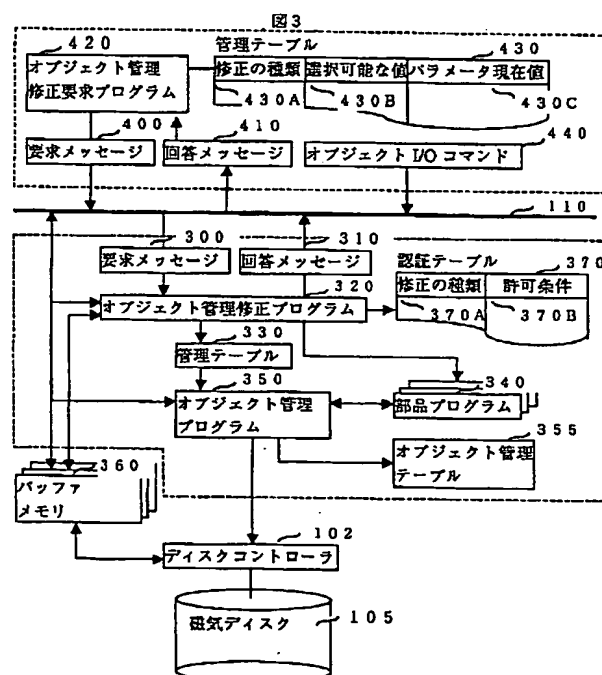 図3
420
管理テーブル
430
オブジェクト管理
修正要求プログラム
修正の種類
選択可能な値
パラメータ現在値
430A
430B
430C
400
410
440
要求メッセージ
回答メッセージ
オブジェクトI/Oコマンド
110
300
310
認証テーブル
370
要求メッセージ
回答メッセージ
修正の種類
許可条件
320
オブジェクト管理修正プログラム
370A
370B
330
管理テーブル
350
340
オブジェクト管理
プログラム
部品プログラム
355
オブジェクト管理
テーブル
360
バッファ
メモリ
102
ディスクコントローラ
磁気ディスク
105